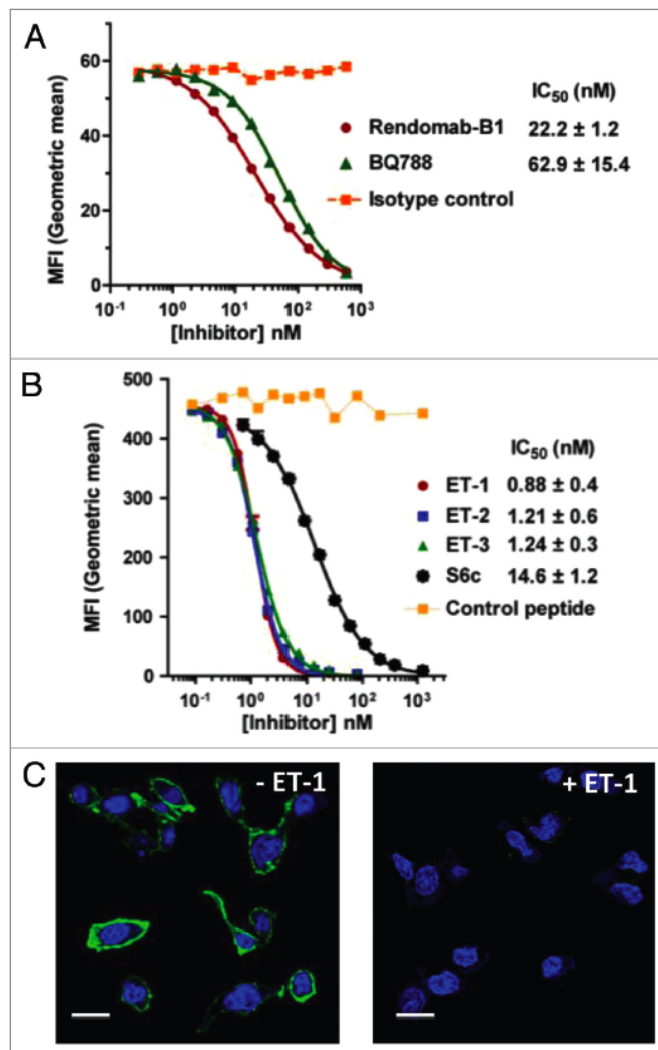 A
60
40
20
0
MFI (Geometric mean)
10⁻¹ 10⁰ 10¹ 10² 10³
[Inhibitor] nM
IC₅₀ (nM)
Rendomab-B1 22.2 ± 1.2
BQ788 62.9 ± 15.4
Isotype control
B
500
400
300
200
100
0
MFI (Geometric mean)
10⁻¹ 10⁰ 10¹ 10² 10³
[Inhibitor] nM
IC₅₀ (nM)
ET-1 0.88 ± 0.4
ET-2 1.21 ± 0.6
ET-3 1.24 ± 0.3
S6c 14.6 ± 1.2
Control peptide
C
- ET-1
+ ET-1